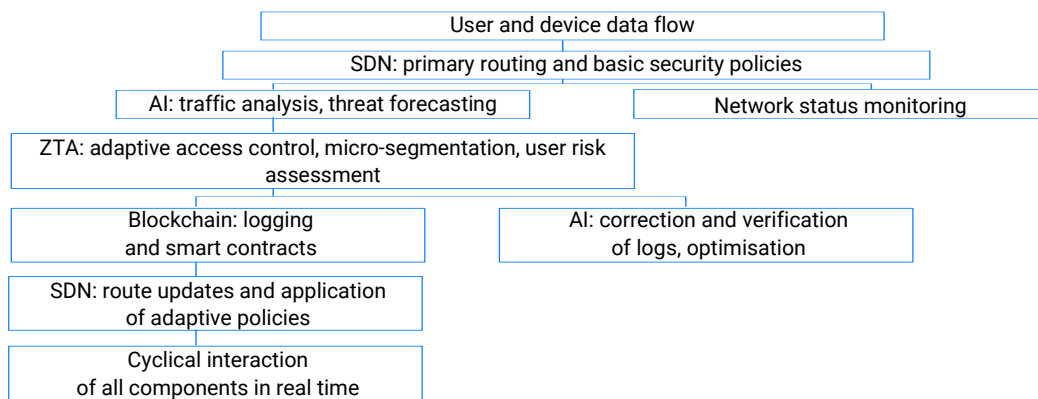 User and device data flow
SDN: primary routing and basic security policies
AI: traffic analysis, threat forecasting
Network status monitoring
ZTA: adaptive access control, micro-segmentation, user risk
assessment
Blockchain: logging
and smart contracts
AI: correction and verification
of logs, optimisation
SDN: route updates and application
of adaptive policies
Cyclical interaction
of all components in real time